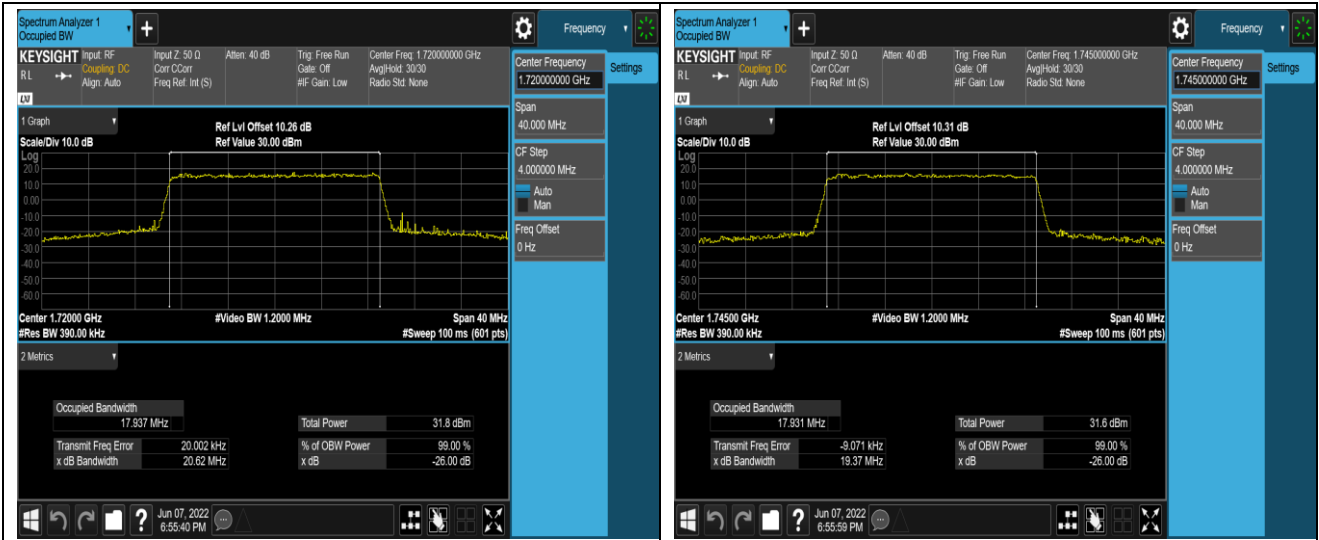 Spectrum Analyzer 1
Occupied BW
+
Frequency
KEYSIGHT Input: RF Input Z: 50 Ω Atten: 40 dB Trig: Free Run Center Freq: 1.720000000 GHz
Coupling: DC Corr CCorr Gate: Off Avg|Hold: 30/30
RL Align: Auto Freq Ref: Int (S) #IF Gain: Low Radio Std: None
LXI
1 Graph
Ref Lvl Offset 10.26 dB
Scale/Div 10.0 dB Ref Value 30.00 dBm
Log
20.0
10.0
0.00
-10.0
-20.0
-30.0
-40.0
-50.0
-60.0
Center 1.72000 GHz #Video BW 1.2000 MHz Span 40 MHz
#Res BW 390.00 kHz #Sweep 100 ms (601 pts)
2 Metrics
Occupied Bandwidth
17.937 MHz Total Power 31.8 dBm
Transmit Freq Error 20.002 kHz % of OBW Power 99.00 %
x dB Bandwidth 20.62 MHz x dB -26.00 dB
?
Jun 07, 2022
6:55:40 PM
Center Frequency
1.720000000 GHz
Settings
Span
40.000 MHz
CF Step
4.000000 MHz
Auto
Man
Freq Offset
0 Hz
Spectrum Analyzer 1
Occupied BW
+
Frequency
KEYSIGHT Input: RF Input Z: 50 Ω Atten: 40 dB Trig: Free Run Center Freq: 1.745000000 GHz
Coupling: DC Corr CCorr Gate: Off Avg|Hold: 30/30
RL Align: Auto Freq Ref: Int (S) #IF Gain: Low Radio Std: None
LXI
1 Graph
Ref Lvl Offset 10.31 dB
Scale/Div 10.0 dB Ref Value 30.00 dBm
Log
20.0
10.0
0.00
-10.0
-20.0
-30.0
-40.0
-50.0
-60.0
Center 1.74500 GHz #Video BW 1.2000 MHz Span 40 MHz
#Res BW 390.00 kHz #Sweep 100 ms (601 pts)
2 Metrics
Occupied Bandwidth
17.931 MHz Total Power 31.6 dBm
Transmit Freq Error -9.071 kHz % of OBW Power 99.00 %
x dB Bandwidth 19.37 MHz x dB -26.00 dB
?
Jun 07, 2022
6:55:59 PM
Center Frequency
1.745000000 GHz
Settings
Span
40.000 MHz
CF Step
4.000000 MHz
Auto
Man
Freq Offset
0 Hz